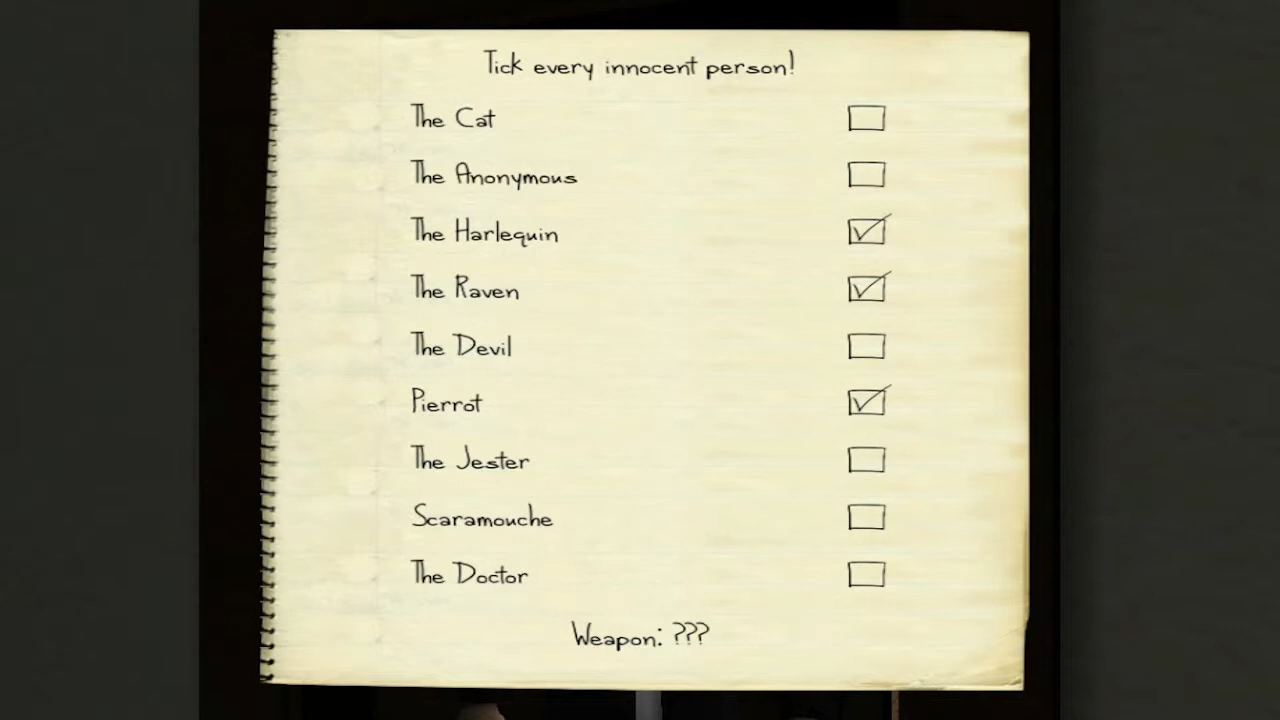 Tick every innocent person!
The Cat
The Anonymous
The Harlequin
The Raven
The Devil
Pierrot
The Jester
Scaramouche
The Doctor
Weapon: ???